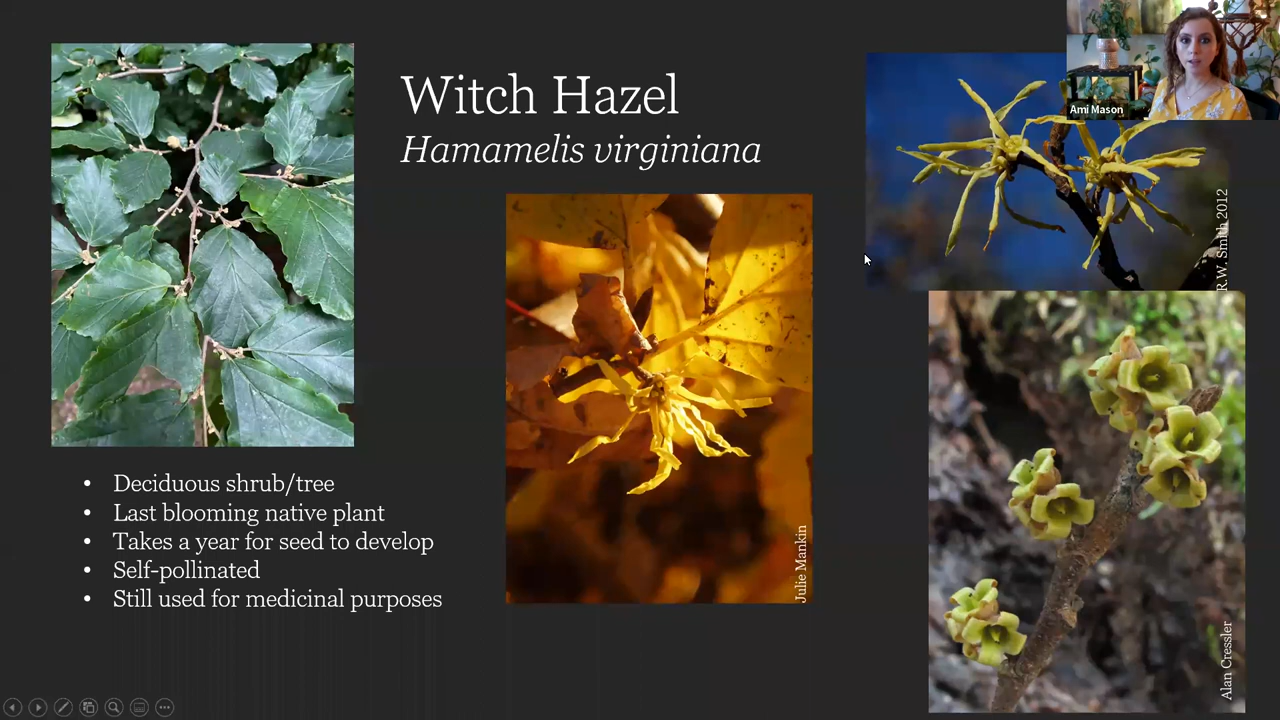 Witch Hazel
Hamamelis virginiana
Ami Mason
R.W. Smith 2012
Julie Mankin
Alan Cressler
• Deciduous shrub/tree
• Last blooming native plant
• Takes a year for seed to develop
• Self-pollinated
• Still used for medicinal purposes